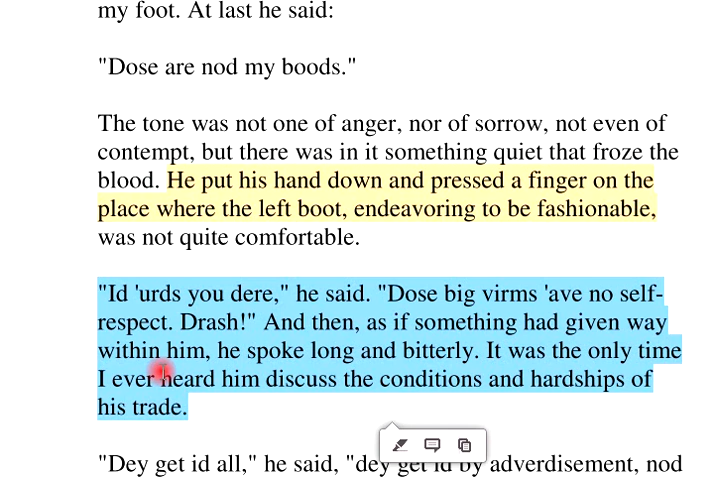 my foot. At last he said:
"Dose are nod my boods."
The tone was not one of anger, nor of sorrow, not even of
contempt, but there was in it something quiet that froze the
blood. He put his hand down and pressed a finger on the
place where the left boot, endeavoring to be fashionable,
was not quite comfortable.
"Id 'urds you dere," he said. "Dose big virms 'ave no self-
respect. Drash!" And then, as if something had given way
within him, he spoke long and bitterly. It was the only time
I ever heard him discuss the conditions and hardships of
his trade.
"Dey get id all," he said, "dey get id by adverdisement, nod